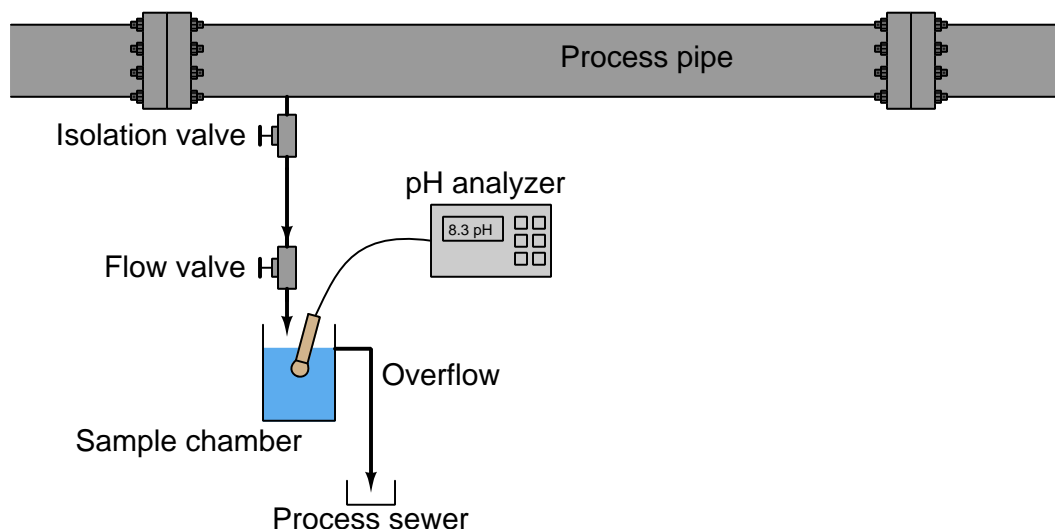 Process pipe
Isolation valve
pH analyzer
8.3 pH
Flow valve
Overflow
Sample chamber
Process sewer